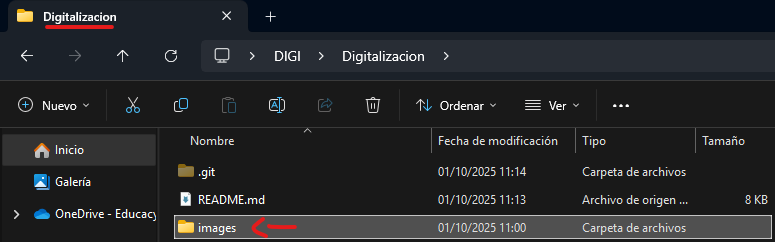 Digitalizacion
DIGI > Digitalizacion >
Nuevo Ordenar Ver ...
Nombre Fecha de modificación Tipo Tamaño
Inicio
.git 01/10/2025 11:14 Carpeta de archivos
Galería
README.md 01/10/2025 11:14 Archivo de origen ... 8 KB
OneDrive - Educacy
images 01/10/2025 11:00 Carpeta de archivos